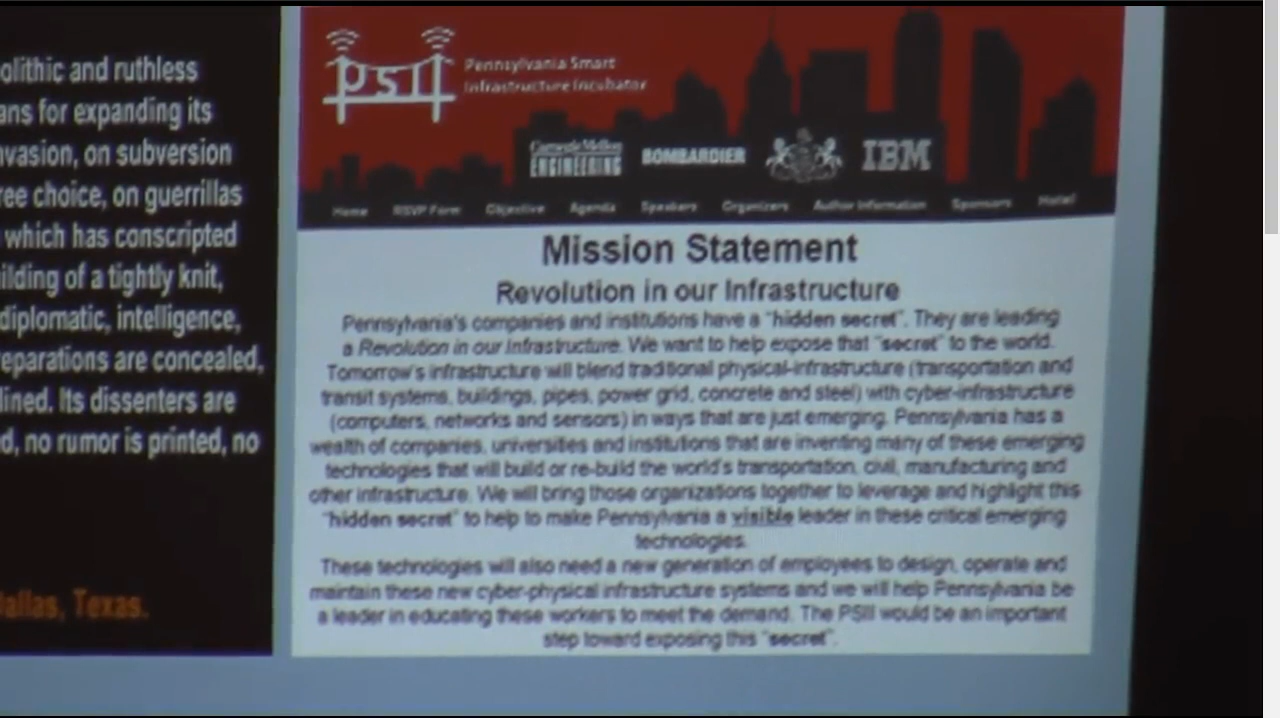 olithic and ruthless
ans for expanding its
nvasion, on subversion
ree choice, on guerrillas
which has conscripted
ilding of a tightly knit,
diplomatic, intelligence,
eparations are concealed,
lined. Its dissenters are
d, no rumor is printed, no
allas, Texas.
PSII
Pennsylvania Smart
Infrastructure Incubator
Carnegie Mellon
ENGINEERING
BOMBARDIER
IBM
Home RSVP Form Objective Agenda Speakers Organizers Author Information Sponsors Hotel
Mission Statement
Revolution in our Infrastructure
Pennsylvania's companies and institutions have a "hidden secret". They are leading
a Revolution in our Infrastructure. We want to help expose that "secret" to the world.
Tomorrow's infrastructure will blend traditional physical-infrastructure (transportation and
transit systems, buildings, pipes, power grid, concrete and steel) with cyber-infrastructure
(computers, networks and sensors) in ways that are just emerging. Pennsylvania has a
wealth of companies, universities and institutions that are inventing many of these emerging
technologies that will build or re-build the world's transportation, civil, manufacturing and
other infrastructure. We will bring those organizations together to leverage and highlight this
"hidden secret" to help to make Pennsylvania a visible leader in these critical emerging
technologies.
These technologies will also need a new generation of employees to design, operate and
maintain these new cyber-physical infrastructure systems and we will help Pennsylvania be
a leader in educating these workers to meet the demand. The PSII would be an important
step toward exposing this "secret".